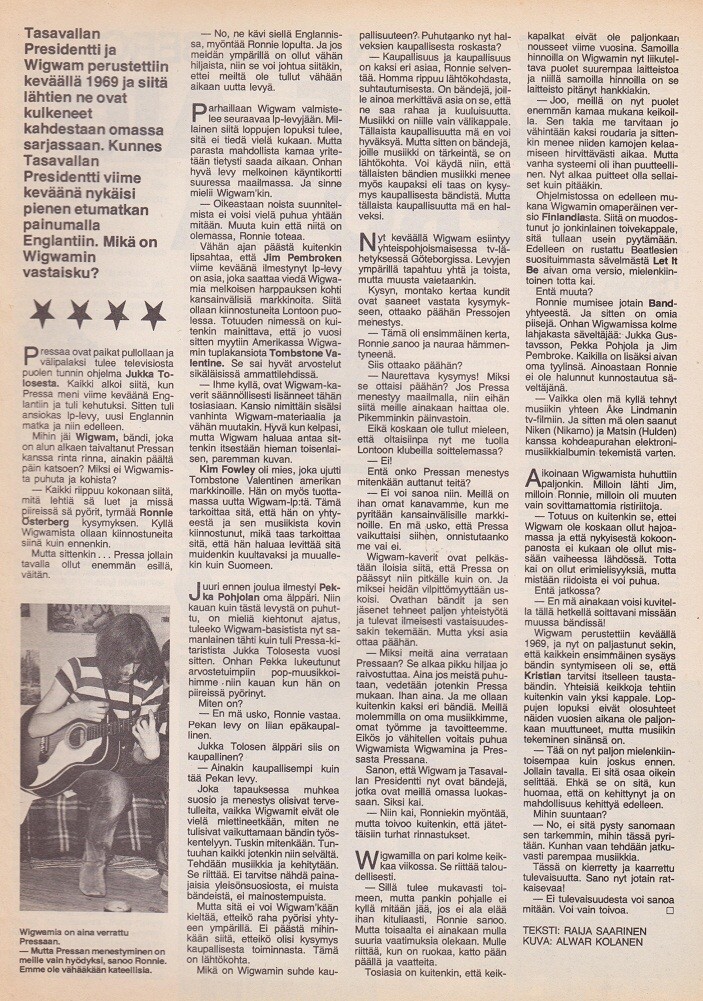 Tasavallan
Presidentti ja
Wigwam perustettiin
keväällä 1969 ja siitä
lähtien ne ovat
kulkeneet
kahdestaan omassa
sarjassaan. Kunnes
Tasavallan
Presidentti viime
keväänä nykäisi
pienen etumatkan
painumalla
Englantiin. Mikä on
Wigwamin
vastaisku?
Pressaa ovat paikat pullollaan ja
välipalaksi tulee televisiosta
puolen tunnin ohjelma Jukka To-
losesta. Kaikki alkoi siitä, kun
Pressa meni viime keväänä Eng-
lantiin ja tuli kehutuksi. Sitten tuli
ansiokas lp-levy, uusi Englannin
matka ja niin edelleen.
Mihin jäi Wigwam, bändi, joka
on alun alkaen taivaltanut Pressan
kanssa rinta rinna, ainakin päältä
päin katsoen? Miksi ei Wigwamis-
ta puhuta ja kohista?
— Kaikki riippuu kokonaan siitä,
mitä lehtiä sä luet ja missä
piireissä sä pyörit, tyrmää Ronnie
Österberg kysymyksen. Kyllä
Wigwamista ollaan kiinnostuneita
siinä kuin ennenkin.
Mutta sittenkin . . . Pressa jollain
tavalla ollut enemmän esillä,
väitän.
Wigwamia on aina verrattu
Pressaan.
— Mutta Pressan menestyminen on
meille vain hyödyksi, sanoo Ronnie.
Emme ole vähääkään kateellisia.
— No, ne kävi siellä Englannis-
sa, myöntää Ronnie lopulta. Ja jos
meidän ympärillä on ollut vähän
hiljaista, niin se voi johtua siitäkin,
ettei meiltä ole tullut vähään
aikaan uutta levyä.
Parhaillaan Wigwam valmiste-
lee seuraavaa lp-levyjään. Mil-
lainen siitä loppujen lopuksi tulee,
sitä ei tiedä vielä kukaan. Mutta
parasta mahdollista kamaa yrite-
tään tietysti saada aikaan. Onhan
hyvä levy melkoinen käyntikortti
suuressa maailmassa. Ja sinne
mielii Wigwam'kin.
— Oikeastaan noista suunnitel-
mista ei voisi vielä puhua yhtään
mitään. Muuta kuin että niitä on
olemassa, Ronnie toteaa.
Vähän ajan päästä kuitenkin
lipsahtaa, että Jim Pembroken
viime keväänä ilmestynyt lp-levy
on asia, joka saattaa viedä Wigwa-
mia melkoisen harppauksen kohti
kansainvälisiä markkinoita. Siitä
ollaan kiinnostuneita Lontoon puo-
lessa. Totuuden nimessä on kui-
tenkin mainittava, että jo vuosi
sitten myytiin Amerikassa Wigwa-
min tuplakansiota Tombstone Va-
lentine. Se sai hyvät arvostelut
sikäläisissä ammattilehdissä.
— Ihme kyllä, ovat Wigwam-ka-
verit säännöllisesti lisänneet tähän
tosiasiaan. Kansio nimittäin sisälsi
vanhinta Wigwam-materiaalia ja
vähän muutakin. Hyvä kun kelpasi,
mutta Wigwam haluaa antaa sit-
tenkin itsestään hieman toisenlai-
sen, paremman kuvan.
Kim Fowley oli mies, joka ujutti
Tombstone Valentinen amerikan
markkinoille. Hän on myös tuotta-
massa uutta Wigwam-lp:tä. Tämä
tarkoittaa sitä, että hän on yhty-
eestä ja sen musiikista kovin
kiinnostunut, mikä taas tarkoittaa
sitä, että hän haluaa levittää sitä
muidenkin kuultavaksi ja muualle-
kin kuin Suomeen.
Juuri ennen joulua ilmestyi Pek-
ka Pohjolan oma älppäri. Niin
kauan kuin tästä levystä on puhut-
tu, on mieliä kiehtonut ajatus,
tuleeko Wigwam-basistista nyt sa-
manlainen tähti kuin tuli Pressa-ki-
taristista Jukka Tolosesta vuosi
sitten. Onhan Pekka lukeutunut
arvostetuimpiin pop-muusikkoi-
himme niin kauan kun hän on
piireissä pyörinyt.
Miten on?
— En mä usko, Ronnie vastaa.
Pekan levy on liian epäkaupal-
linen.
Jukka Tolosen älppäri siis on
kaupallinen?
— Ainakin kaupallisempi kuin
tää Pekan levy.
Joka tapauksessa muhkea
suosio ja menestys olisivat terve-
tulleita, vaikka Wigwamit eivät ole
vielä miettineetkään, miten ne
tulisivat vaikuttamaan bändin työs-
kentelyyn. Tuskin mitenkään. Tun-
tuuhan kaikki jotenkin niin selvältä.
Tehdään musiikkia ja kehitytään.
Se riittää. Ei tarvitse nähdä paina-
jaisia yleisönsuosiosta, ei muista
bändeistä, ei mainostempuista.
Mutta sitä ei voi Wigwam'kään
kieltää, etteikö raha pyörisi yhty-
een ympärillä. Ei päästä mihin-
kään siitä, etteikö olisi kysymys
kaupallisesta toiminnasta. Tämä
on lähtökohta.
Mikä on Wigwamin suhde kau-
pallisuuteen? Puhutaanko nyt hal-
veksien kaupallisesta roskasta?
— Kaupallisuus ja kaupallisuus
on kaksi eri asiaa, Ronnie selven-
tää. Homma riippu lähtökohdasta,
suhtautumisesta. On bändejä, joil-
le ainoa merkittävä asia on se, että
ne saa rahaa ja kuuluisuutta.
Musiikki on niille vain välikappale.
Tällaista kaupallisuutta mä en voi
hyväksyä. Mutta sitten on bändejä,
joille musiikki on tärkeintä, se on
lähtökohta. Voi käydä niin, että
tällaisten bändien musiikki menee
myös kaupaksi eli taas on kysy-
mys kaupallisesta bändistä. Mutta
tällaista kaupallisuutta mä en hal-
veksi.
Nyt keväällä Wigwam esiintyy
yhteispohjoismaisessa tv-lä-
hetyksessä Göteborgissa. Levyjen
ympärillä tapahtuu yhtä ja toista,
mutta muusta vaietaankin.
Kysyn, montako kertaa kundit
ovat saaneet vastata kysymyk-
seen, ottaako päähän Pressojen
menestys.
— Tämä oli ensimmäinen kerta,
Ronnie sanoo ja nauraa hämmen-
tyneenä.
Siis ottaako päähän?
— Naurettava kysymys! Miksi
se ottaisi päähän? Jos Pressa
menestyy maailmalla, niin eihän
siitä meille ainakaan haittaa ole.
Pikemminkin päinvastoin.
Eikä koskaan ole tullut mieleen,
että oltaisiinpa nyt me tuolla
Lontoon klubeilla soittelemassa?
— Ei!
Entä onko Pressan menestys
mitenkään auttanut teitä?
— Ei voi sanoa niin. Meillä on
ihan omat kanavamme, kun me
pyritään kansainvälisille markki-
noille. En mä usko, että Pressa
vaikuttaisi siihen, onnistutaanko
me vai ei.
Wigwam-kaverit ovat pelkäs-
tään iloisia siitä, että Pressa on
päässyt niin pitkälle kuin on. Ja
miksei heidän vilpittömyyttään us-
koisi. Ovathan bändit ja sen
jäsenet tehneet paljon yhteistyötä
ja tulevat ilmeisesti vastaisuudes-
sakin tekemään. Mutta yksi asia
ottaa päähän.
— Miksi meitä aina verrataan
Pressaan? Se alkaa pikku hiljaa jo
raivostuttaa. Aina jos meistä puhu-
taan, vedetään jotenkin Pressa
mukaan. Ihan aina. Ja me ollaan
kuitenkin kaksi eri bändiä. Meillä
molemmilla on oma musiikkimme,
omat työmme ja tavoitteemme.
Eikös jo vähitellen voitais puhua
Wigwamista Wigwamina ja Pres-
sasta Pressana.
Sanon, että Wigwam ja Tasaval-
lan Presidentti nyt ovat bändejä,
jotka ovat meillä omassa luokas-
saan. Siksi kai.
— Niin kai, Ronniekin myöntää,
mutta toivoo kuitenkin, että jätet-
täisiin turhat rinnastukset.
Wigwamilla on pari kolme keik-
kaa viikossa. Se riittää talou-
dellisesti.
— Sillä tulee mukavasti toi-
meen, mutta pankin pohjalle ei
kyllä mitään jää, jos ei ala elää
ihan kituliaasti, Ronnie sanoo.
Mutta toisaalta ei ainakaan mulla
suuria vaatimuksia olekaan. Mulle
riittää, kun on ruokaa, katto pään
päällä ja vaatteita.
Tosiasia on kuitenkin, että keik-
kapalkat eivät ole paljonkaan
nousseet viime vuosina. Samoilla
hinnoilla on Wigwamin nyt liikutel-
tava puolet suurempaa laitteistoa
ja niillä samoilla hinnoilla on se
laitteisto pitänyt hankkiakin.
— Joo, meillä on nyt puolet
enemmän kamaa mukana keikoil-
la. Sen takia me tarvitaan jo
vähintään kaksi roudaria ja sitten-
kin menee niiden kamojen kelaa-
miseen hirvittävästi aikaa. Mutta
vanha systeemi oli ihan puutteelli-
nen. Nyt alkaa puitteet olla sellai-
set kuin pitääkin.
Ohjelmistossa on edelleen mu-
kana Wigwamin omaperäinen ver-
sio Finlandiasta. Siitä on muodos-
tunut jo jonkinlainen toivekappale,
sitä tullaan usein pyytämään.
Edelleen on rustattu Beatlesien
suosituimmasta sävelmästä Let It
Be aivan oma versio, mielenkiin-
toinen totta kai.
Entä muuta?
Ronnie mumisee jotain Band-
yhtyeestä. Ja sitten on omia
piisejä. Onhan Wigwamissa kolme
lahjakasta säveltäjää: Jukka Gus-
tavsson, Pekka Pohjola ja Jim
Pembroke. Kaikilla on lisäksi aivan
oma tyylinsä. Ainoastaan Ronnie
ei ole halunnut kunnostautua sä-
veltäjänä.
— Vaikka olen mä kyllä tehnyt
musiikin yhteen Åke Lindmanin
tv-filmiin. Ja sitten mä olen saanut
Niken (Nikamo) ja Matsin (Hulden)
kanssa kohdeapurahan elektroni-
musiikkialbumin tekemistä varten.
Aikoinaan Wigwamista huhuttiin
paljonkin. Milloin lähti Jim,
milloin Ronnie, milloin oli muuten
vain sovittamattomia ristiriitoja.
— Totuus on kuitenkin se, ettei
Wigwam ole koskaan ollut hajoa-
massa ja että nykyisestä kokoon-
panosta ei kukaan ole ollut mis-
sään vaiheessa lähdössä. Totta
kai on ollut erimielisyyksiä, mutta
mistään riidoista ei voi puhua.
Entä jatkossa?
— En mä ainakaan voisi kuvitel-
la tällä hetkellä soittavani missään
muussa bändissä!
Wigwam perustettiin keväällä
1969, ja nyt on paljastunut sekin,
että kaikkein ensimmäinen sysäys
bändin syntymiseen oli se, että
Kristian tarvitsi itselleen tausta-
bändin. Yhteisiä keikkoja tehtiin
kuitenkin vain yksi kappale. Lop-
pujen lopuksi eivät olosuhteet
näiden vuosien aikana ole paljon-
kaan muuttuneet, mutta musiikin
tekeminen sinänsä on.
— Tää on nyt paljon mielenkiin-
toisempaa kuin joskus ennen.
Jollain tavalla. Ei sitä osaa oikein
selittää. Ehkä se on sitä, kun
huomaa, että on kehittynyt ja on
mahdollisuus kehittyä edelleen.
Mihin suuntaan?
— No, ei sitä pysty sanomaan
sen tarkemmin, mihin tässä pyri-
tään. Kunhan vaan tehdään jatku-
vasti parempaa musiikkia.
Tässä on kierretty ja kaarrettu
tulevaisuutta. Sano nyt jotain rat-
kaisevaa!
— Ei tulevaisuudesta voi sanoa
mitään. Voi vain toivoa.
TEKSTI: RAIJA SAARINEN
KUVA: ALWAR KOLANEN